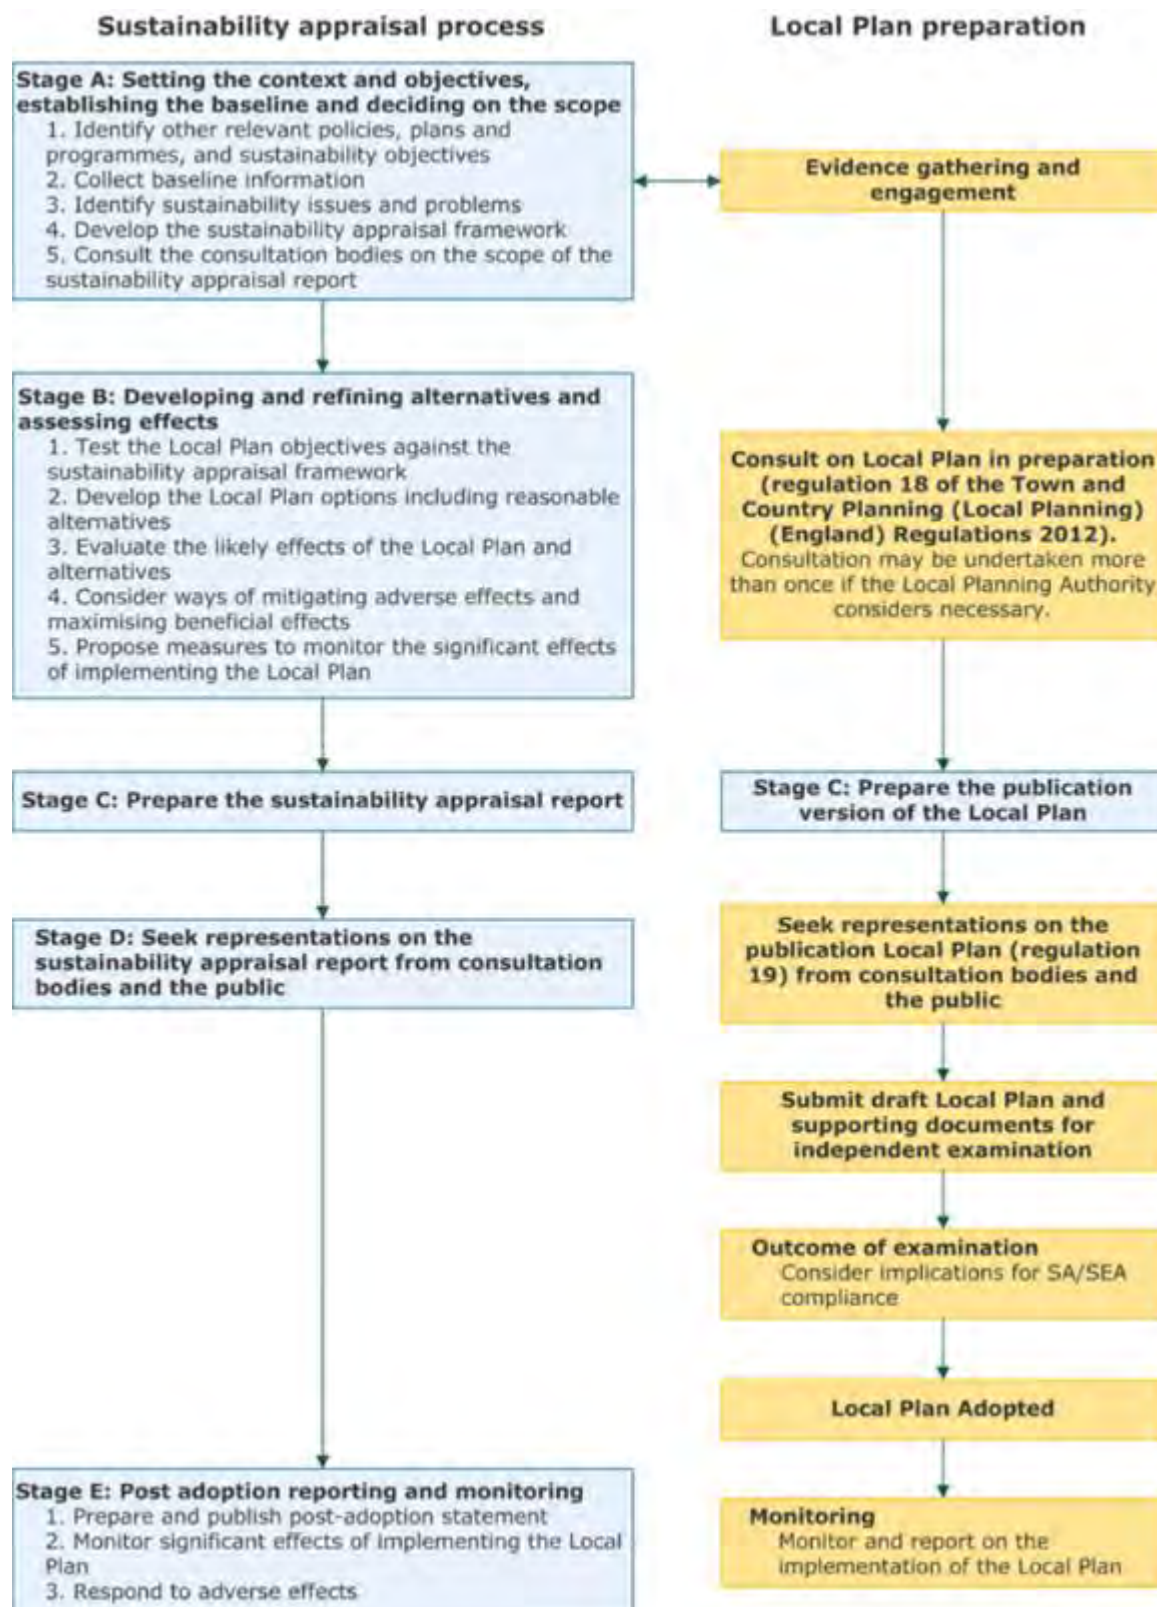 Sustainability appraisal process
Local Plan preparation
Stage A: Setting the context and objectives,
establishing the baseline and deciding on the scope
1. Identify other relevant policies, plans and
programmes, and sustainability objectives
2. Collect baseline information
3. Identify sustainability issues and problems
4. Develop the sustainability appraisal framework
5. Consult the consultation bodies on the scope of the
sustainability appraisal report
Evidence gathering and
engagement
Stage B: Developing and refining alternatives and
assessing effects
1. Test the Local Plan objectives against the
sustainability appraisal framework
2. Develop the Local Plan options including reasonable
alternatives
3. Evaluate the likely effects of the Local Plan and
alternatives
4. Consider ways of mitigating adverse effects and
maximising beneficial effects
5. Propose measures to monitor the significant effects
of implementing the Local Plan
Consult on Local Plan in preparation
(regulation 18 of the Town and
Country Planning (Local Planning)
(England) Regulations 2012).
Consultation may be undertaken more
than once if the Local Planning Authority
considers necessary.
Stage C: Prepare the sustainability appraisal report
Stage C: Prepare the publication
version of the Local Plan
Stage D: Seek representations on the
sustainability appraisal report from consultation
bodies and the public
Seek representations on the
publication Local Plan (regulation
19) from consultation bodies and
the public
Submit draft Local Plan and
supporting documents for
independent examination
Outcome of examination
Consider implications for SA/SEA
compliance
Local Plan Adopted
Stage E: Post adoption reporting and monitoring
1. Prepare and publish post-adoption statement
2. Monitor significant effects of implementing the Local
Plan
3. Respond to adverse effects
Monitoring
Monitor and report on the
implementation of the Local Plan